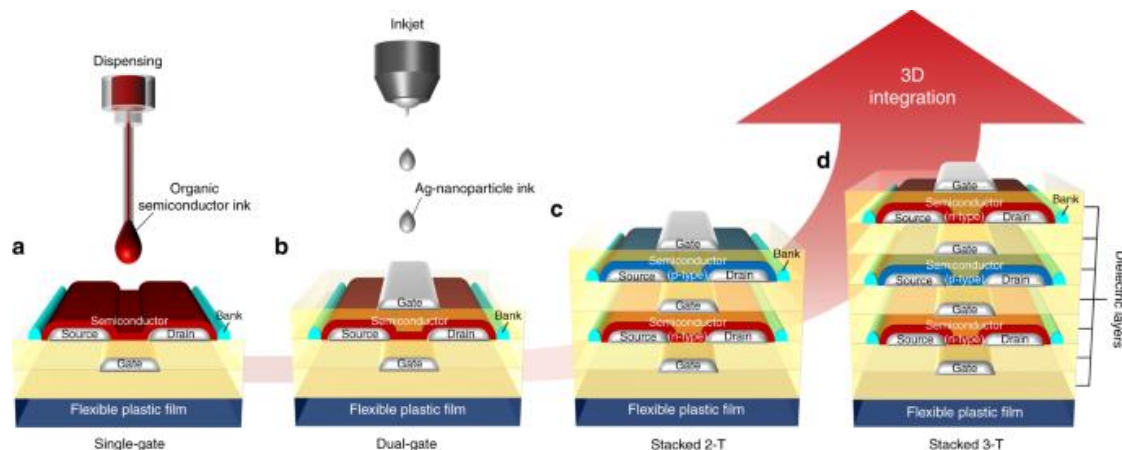 Dispensing
Organic
semiconductor ink
a
Semiconductor
Source
Drain
Bank
Gate
Flexible plastic film
Single-gate
Inkjet
Ag-nanoparticle ink
b
Gate
Semiconductor
Source
Drain
Bank
Gate
Flexible plastic film
Dual-gate
c
Gate
Semiconductor
Source (p-type) Drain
Bank
Gate
Semiconductor
Source (n-type) Drain
Gate
Flexible plastic film
Stacked 2-T
3D
integration
d
Gate
Semiconductor
Source (n-type) Drain
Bank
Gate
Semiconductor
Source (p-type) Drain
Gate
Semiconductor
Source (n-type) Drain
Gate
Flexible plastic film
Stacked 3-T
Dielectric layers